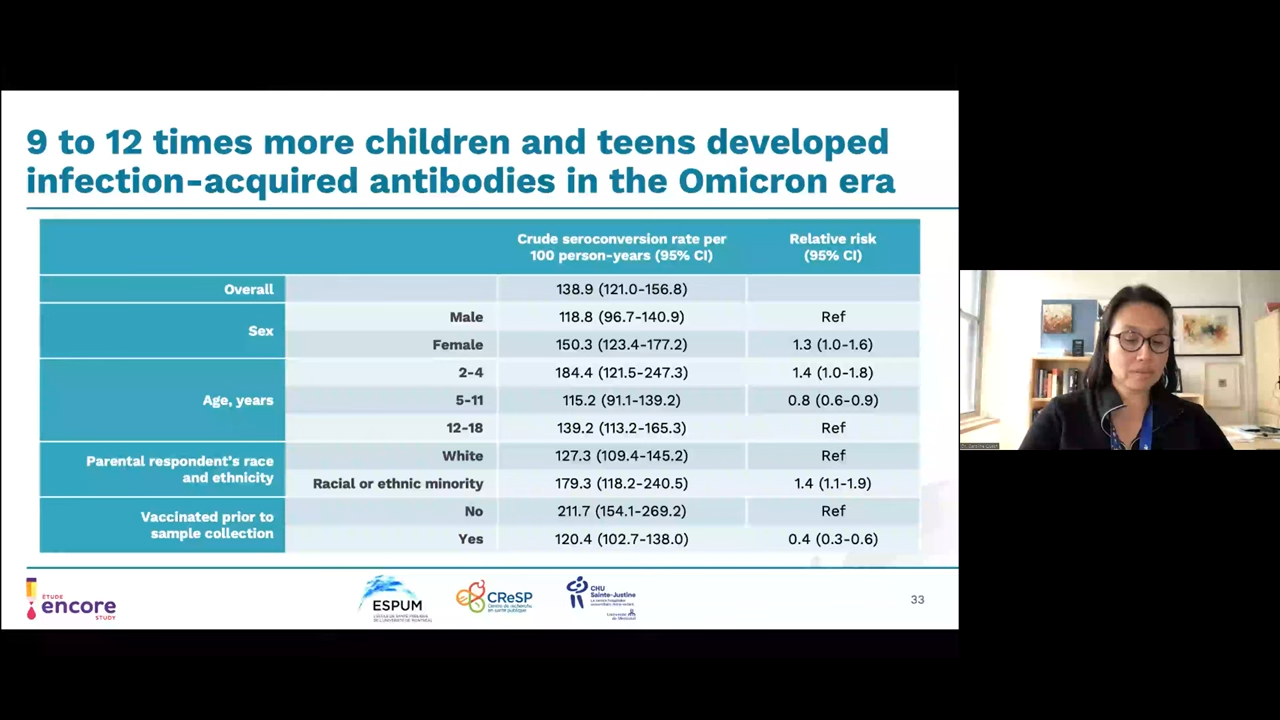 9 to 12 times more children and teens developed
infection-acquired antibodies in the Omicron era
Crude seroconversion rate per
100 person-years (95% CI)
Relative risk
(95% CI)
Overall 138.9 (121.0-156.8)
Sex
Male 118.8 (96.7-140.9) Ref
Female 150.3 (123.4-177.2) 1.3 (1.0-1.6)
Age, years
2-4 184.4 (121.5-247.3) 1.4 (1.0-1.8)
5-11 115.2 (91.1-139.2) 0.8 (0.6-0.9)
12-18 139.2 (113.2-165.3) Ref
Parental respondent's race
and ethnicity
White 127.3 (109.4-145.2) Ref
Racial or ethnic minority 179.3 (118.2-240.5) 1.4 (1.1-1.9)
Vaccinated prior to
sample collection
No 211.7 (154.1-269.2) Ref
Yes 120.4 (102.7-138.0) 0.4 (0.3-0.6)
ÉTUDE
encore
STUDY
ESPUM
CReSP
Centre de recherche
en santé publique
CHU
Sainte-Justine
33